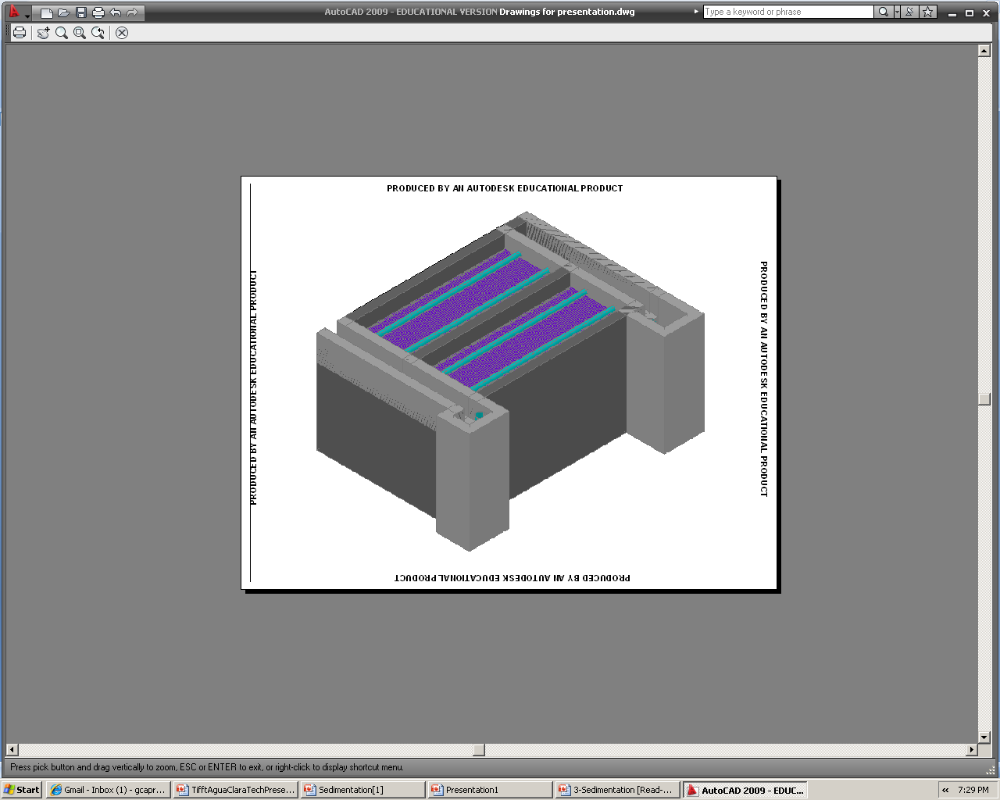 AutoCAD 2009 - EDUCATIONAL VERSION Drawings for presentation.dwg
Type a keyword or phrase
PRODUCED BY AN AUTODESK EDUCATIONAL PRODUCT
PRODUCED BY AN AUTODESK EDUCATIONAL PRODUCT
PRODUCED BY AN AUTODESK EDUCATIONAL PRODUCT
PRODUCED BY AN AUTODESK EDUCATIONAL PRODUCT
Press pick button and drag vertically to zoom, ESC or ENTER to exit, or right-click to display shortcut menu.
Start Gmail - Inbox (1) - gcapr... TifftAguaClaraTechPrese... Sedimentation[1] Presentation1 3-Sedimentation [Read-... AutoCAD 2009 - EDUC... 7:29 PM